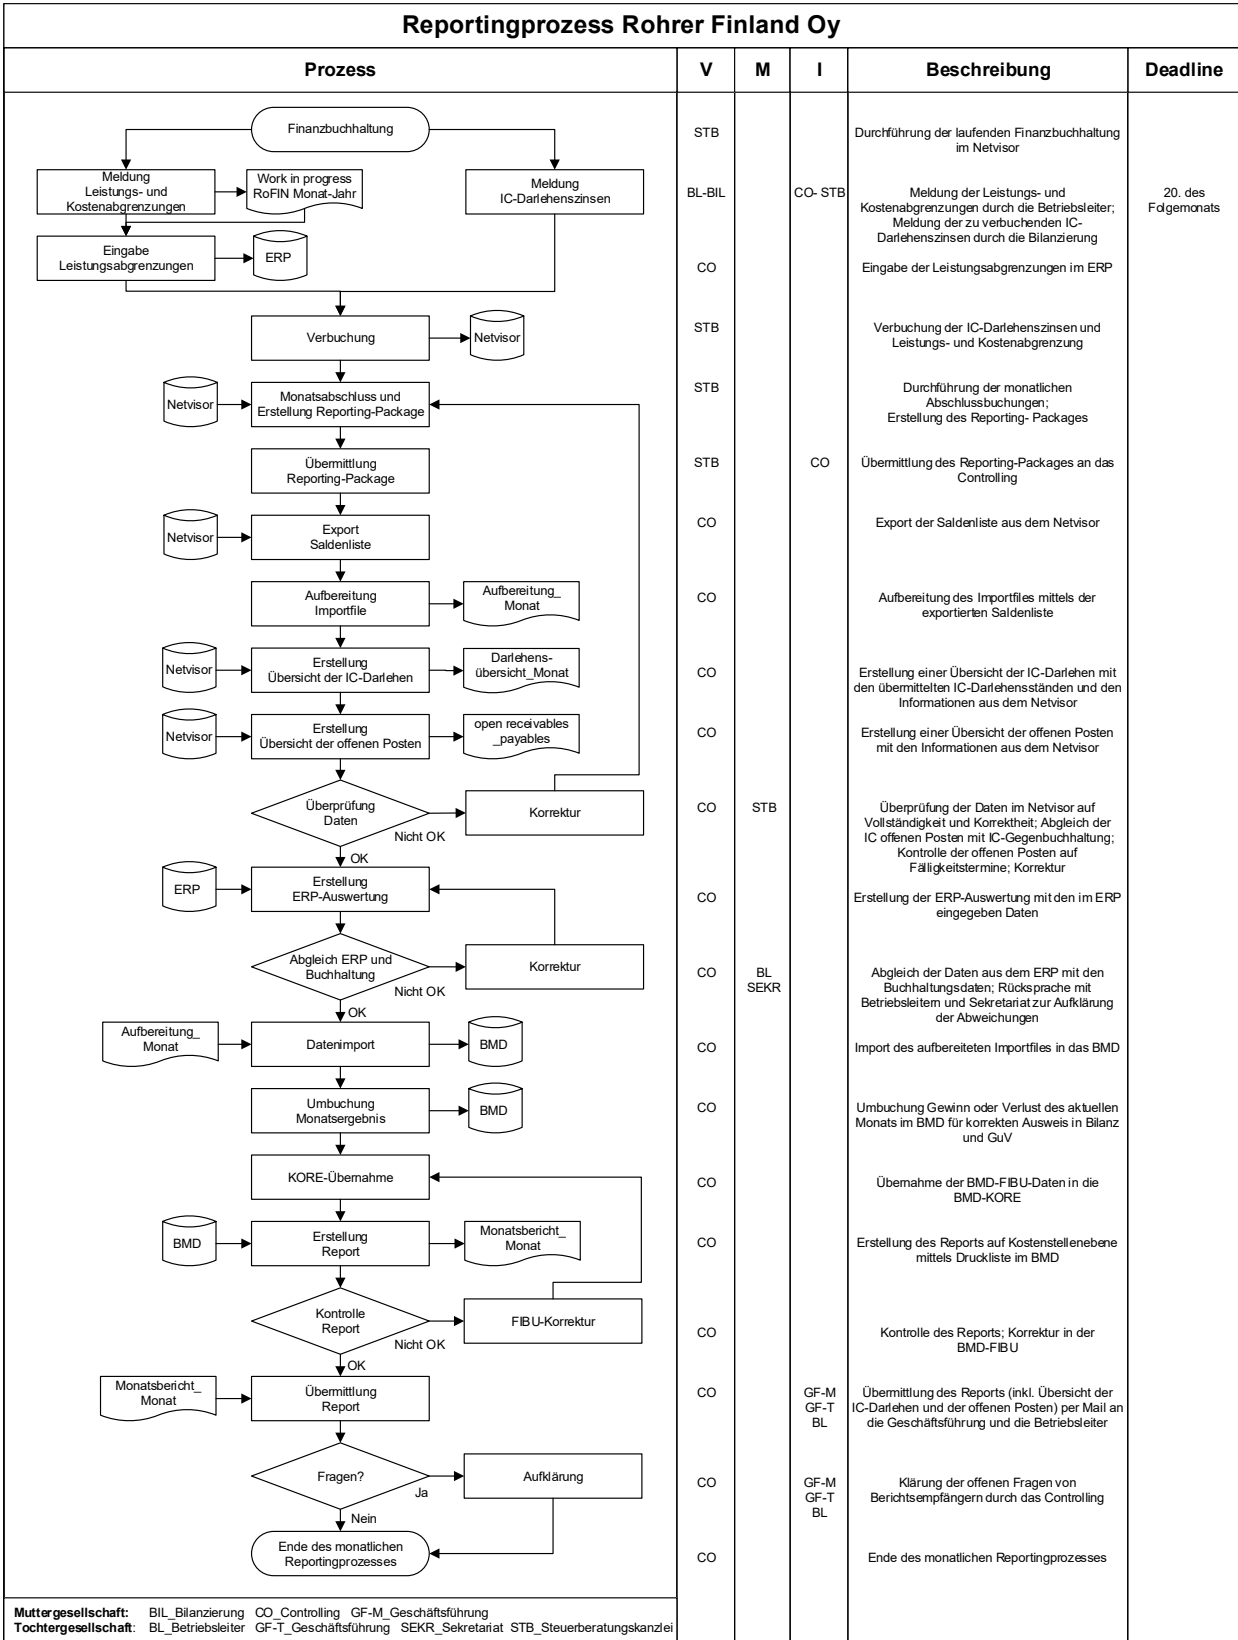 Reportingprozess Rohrer Finland Oy
Prozess
V
M
I
Beschreibung
Deadline
Finanzbuchhaltung
STB
Durchführung der laufenden Finanzbuchhaltung
im Netvisor
Meldung
Leistungs- und
Kostenabgrenzungen
Work in progress
RoFIN Monat-Jahr
Meldung
IC-Darlehenszinsen
BL-BIL
CO- STB
Meldung der Leistungs- und
Kostenabgrenzungen durch die Betriebsleiter;
Meldung der zu verbuchenden IC-
Darlehenszinsen durch die Bilanzierung
20. des
Folgemonats
Eingabe
Leistungsabgrenzungen
ERP
CO
Eingabe der Leistungsabgrenzungen im ERP
Verbuchung
Netvisor
STB
Verbuchung der IC-Darlehenszinsen und
Leistungs- und Kostenabgrenzung
Netvisor
Monatsabschluss und
Erstellung Reporting-Package
STB
Durchführung der monatlichen
Abschlussbuchungen;
Erstellung des Reporting- Packages
Übermittlung
Reporting-Package
STB
CO
Übermittlung des Reporting-Packages an das
Controlling
Netvisor
Export
Saldenliste
CO
Export der Saldenliste aus dem Netvisor
Aufbereitung
Importfile
Aufbereitung_
Monat
CO
Aufbereitung des Importfiles mittels der
exportierten Saldenliste
Netvisor
Erstellung
Übersicht der IC-Darlehen
Darlehens-
übersicht_Monat
CO
Erstellung einer Übersicht der IC-Darlehen mit
den übermittelten IC-Darlehensständen und den
Informationen aus dem Netvisor
Netvisor
Erstellung
Übersicht der offenen Posten
open receivables
_payables
CO
Erstellung einer Übersicht der offenen Posten
mit den Informationen aus dem Netvisor
Überprüfung
Daten
Korrektur
Nicht OK
OK
CO
STB
Überprüfung der Daten im Netvisor auf
Vollständigkeit und Korrektheit; Abgleich der
IC offenen Posten mit IC-Gegenbuchhaltung;
Kontrolle der offenen Posten auf
Fälligkeitstermine; Korrektur
ERP
Erstellung
ERP-Auswertung
CO
Erstellung der ERP-Auswertung mit den im ERP
eingegeben Daten
Abgleich ERP und
Buchhaltung
Korrektur
Nicht OK
OK
CO
BL
SEKR
Abgleich der Daten aus dem ERP mit den
Buchhaltungsdaten; Rücksprache mit
Betriebsleitern und Sekretariat zur Aufklärung
der Abweichungen
Aufbereitung_
Monat
Datenimport
BMD
CO
Import des aufbereiteten Importfiles in das BMD
Umbuchung
Monatsergebnis
BMD
CO
Umbuchung Gewinn oder Verlust des aktuellen
Monats im BMD für korrekten Ausweis in Bilanz
und GuV
KORE-Übernahme
CO
Übernahme der BMD-FIBU-Daten in die
BMD-KORE
BMD
Erstellung
Report
Monatsbericht_
Monat
CO
Erstellung des Reports auf Kostenstellenebene
mittels Druckliste im BMD
Kontrolle
Report
FIBU-Korrektur
Nicht OK
OK
CO
Kontrolle des Reports; Korrektur in der
BMD-FIBU
Monatsbericht_
Monat
Übermittlung
Report
CO
GF-M
GF-T
BL
Übermittlung des Reports (inkl. Übersicht der
IC-Darlehen und der offenen Posten) per Mail an
die Geschäftsführung und die Betriebsleiter
Fragen?
Aufklärung
Ja
Nein
CO
GF-M
GF-T
BL
Klärung der offenen Fragen von
Berichtsempfängern durch das Controlling
Ende des monatlichen
Reportingprozesses
CO
Ende des monatlichen Reportingprozesses
Muttergesellschaft: BIL_Bilanzierung CO_Controlling GF-M_Geschäftsführung
Tochtergesellschaft: BL_Betriebsleiter GF-T_Geschäftsführung SEKR_Sekretariat STB_Steuerberatungskanzlei